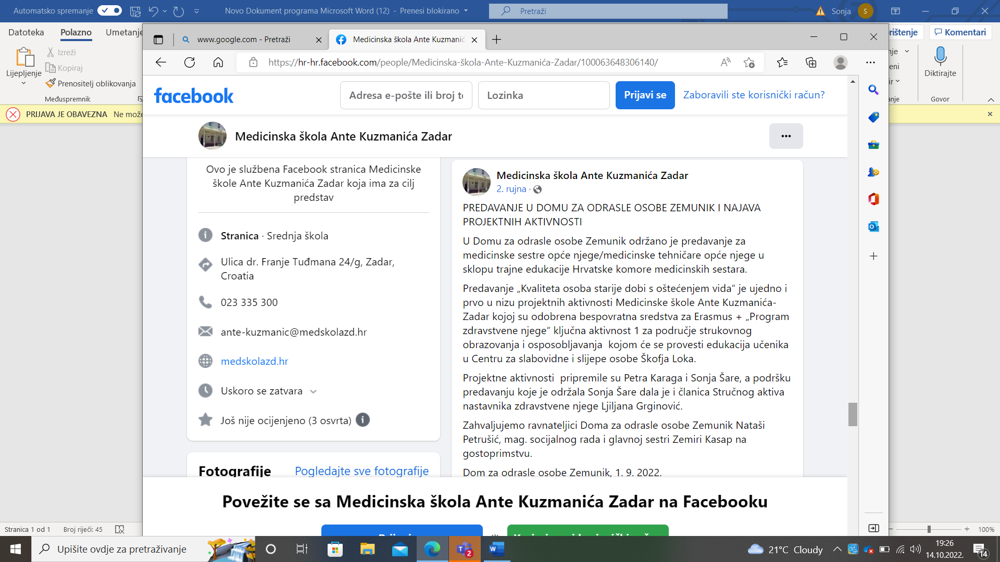 Automatsko spremanje
Novo Dokument programa Microsoft Word (12) - Prenesi blokirano
Pretraži
Sonja
S
Datoteka
Polazno
Umetanje
Komentari
Lijepljenje
Izreži
Kopiraj
Prenositelj oblikovanja
Međuspremnik
Diktirajte
Govor
PRIJAVA JE OBAVEZNA Ne može
www.google.com - Pretraži
Medicinska škola Ante Kuzmanić
https://hr-hr.facebook.com/people/Medicinska-škola-Ante-Kuzmanića-Zadar/100063648306140/
facebook
Adresa e-pošte ili broj te
Lozinka
Prijavi se
Zaboravili ste korisnički račun?
Medicinska škola Ante Kuzmanića Zadar
Ovo je službena Facebook stranica Medicinske
škole Ante Kuzmanića Zadar koja ima za cilj
predstav
Stranica · Srednja škola
Ulica dr. Franje Tuđmana 24/g, Zadar,
Croatia
023 335 300
ante-kuzmanic@medskolazd.hr
medskolazd.hr
Uskoro se zatvara
Još nije ocijenjeno (3 osvrta)
Fotografije
Pogledajte sve fotografije
Medicinska škola Ante Kuzmanića Zadar
2. rujna ·
PREDAVANJE U DOMU ZA ODRASLE OSOBE ZEMUNIK I NAJAVA
PROJEKTNIH AKTIVNOSTI
U Domu za odrasle osobe Zemunik održano je predavanje za
medicinske sestre opće njege/medicinske tehničare opće njege u
sklopu trajne edukacije Hrvatske komore medicinskih sestara.
Predavanje „Kvaliteta osoba starije dobi s oštećenjem vida“ je ujedno i
prvo u nizu projektnih aktivnosti Medicinske škole Ante Kuzmanića-
Zadar kojoj su odobrena bespovratna sredstva za Erasmus + „Program
zdravstvene njege“ ključna aktivnost 1 za područje strukovnog
obrazovanja i osposobljavanja  kojom će se provesti edukacija učenika
u Centru za slabovidne i slijepe osobe Škofja Loka.
Projektne aktivnosti  pripremile su Petra Karaga i Sonja Šare, a podršku
predavanju koje je održala Sonja Šare dala je i članica Stručnog aktiva
nastavnika zdravstvene njege Ljiljana Grginović.
Zahvaljujemo ravnateljici Doma za odrasle osobe Zemunik Nataši
Petrušić, mag. socijalnog rada i glavnoj sestri Zemiri Kasap na
gostoprimstvu.
Dom za odrasle osobe Zemunik, 1. 9. 2022.
Povežite se sa Medicinska škola Ante Kuzmanića Zadar na Facebooku
Stranica 1 od 1
Broj riječi: 45
100%
Upišite ovdje za pretraživanje
2
21°C Cloudy
19:26
14.10.2022.
14